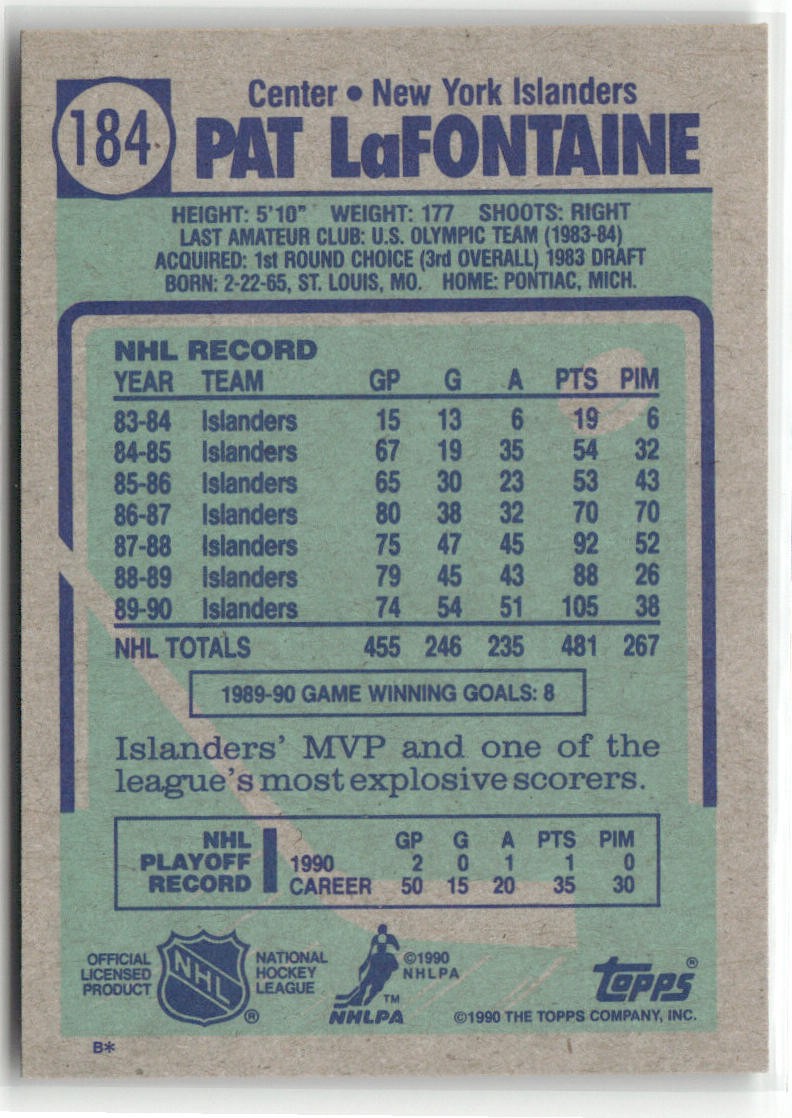 184
Center • New York Islanders
PAT LaFONTAINE
HEIGHT: 5'10" WEIGHT: 177 SHOOTS: RIGHT
LAST AMATEUR CLUB: U.S. OLYMPIC TEAM (1983-84)
ACQUIRED: 1st ROUND CHOICE (3rd OVERALL) 1983 DRAFT
BORN: 2-22-65, ST. LOUIS, MO. HOME: PONTIAC, MICH.
NHL RECORD
YEAR TEAM GP G A PTS PIM
83-84 Islanders 15 13 6 19 6
84-85 Islanders 67 19 35 54 32
85-86 Islanders 65 30 23 53 43
86-87 Islanders 80 38 32 70 70
87-88 Islanders 75 47 45 92 52
88-89 Islanders 79 45 43 88 26
89-90 Islanders 74 54 51 105 38
NHL TOTALS 455 246 235 481 267
1989-90 GAME WINNING GOALS: 8
Islanders' MVP and one of the
league's most explosive scorers.
NHL PLAYOFF RECORD
GP G A PTS PIM
1990 2 0 1 1 0
CAREER 50 15 20 35 30
OFFICIAL
LICENSED
PRODUCT
NHL
®
NATIONAL
HOCKEY
LEAGUE
©1990
NHLPA
™
NHLPA
Topps®
©1990 THE TOPPS COMPANY, INC.
B*